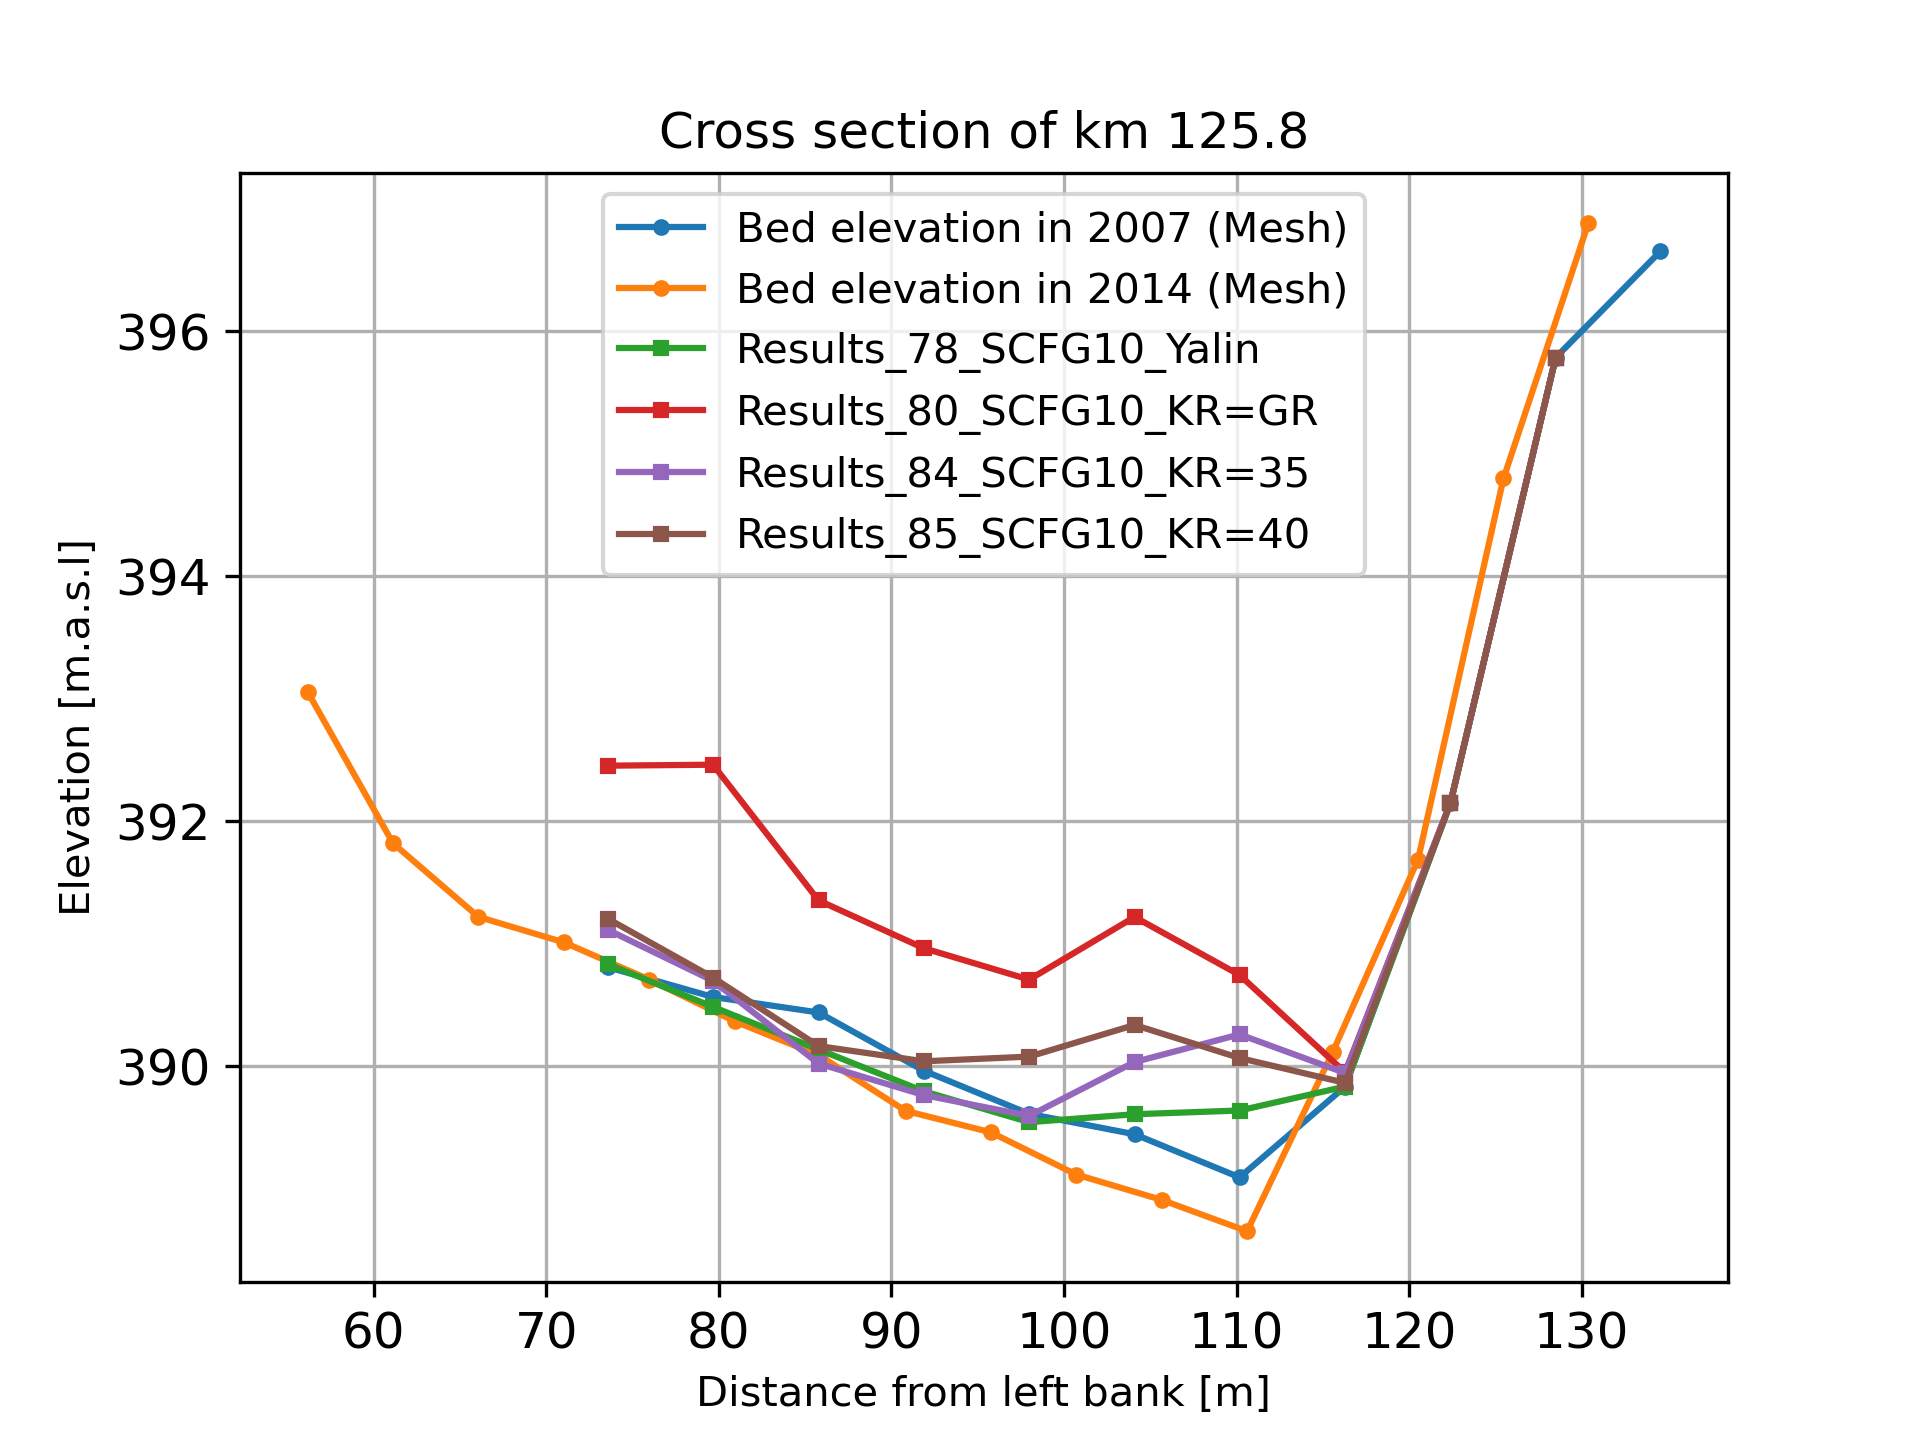 Cross section of km 125.8
Bed elevation in 2007 (Mesh)
Bed elevation in 2014 (Mesh)
Results_78_SCFG10_Yalin
Results_80_SCFG10_KR=GR
Results_84_SCFG10_KR=35
Results_85_SCFG10_KR=40
Elevation [m.a.s.l]
396
394
392
390
60 70 80 90 100 110 120 130
Distance from left bank [m]